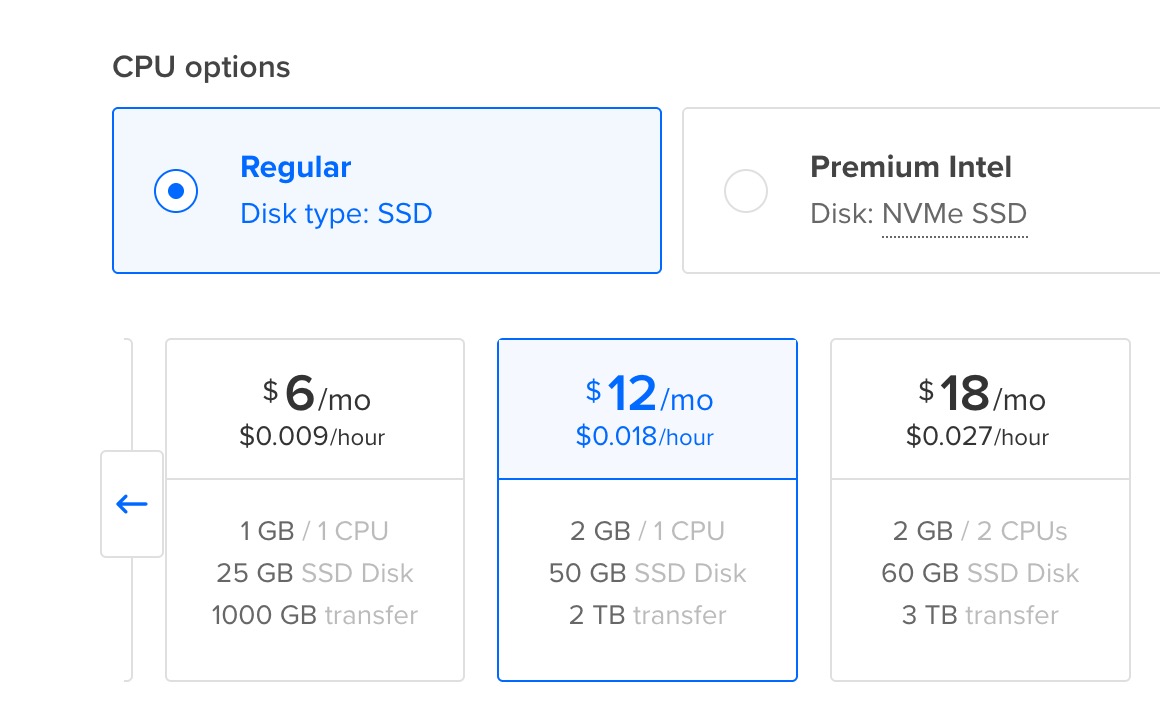 CPU options
Regular
Disk type: SSD
Premium Intel
Disk: NVMe SSD
$6/mo
$0.009/hour
1 GB / 1 CPU
25 GB SSD Disk
1000 GB transfer
$12/mo
$0.018/hour
2 GB / 1 CPU
50 GB SSD Disk
2 TB transfer
$18/mo
$0.027/hour
2 GB / 2 CPUs
60 GB SSD Disk
3 TB transfer